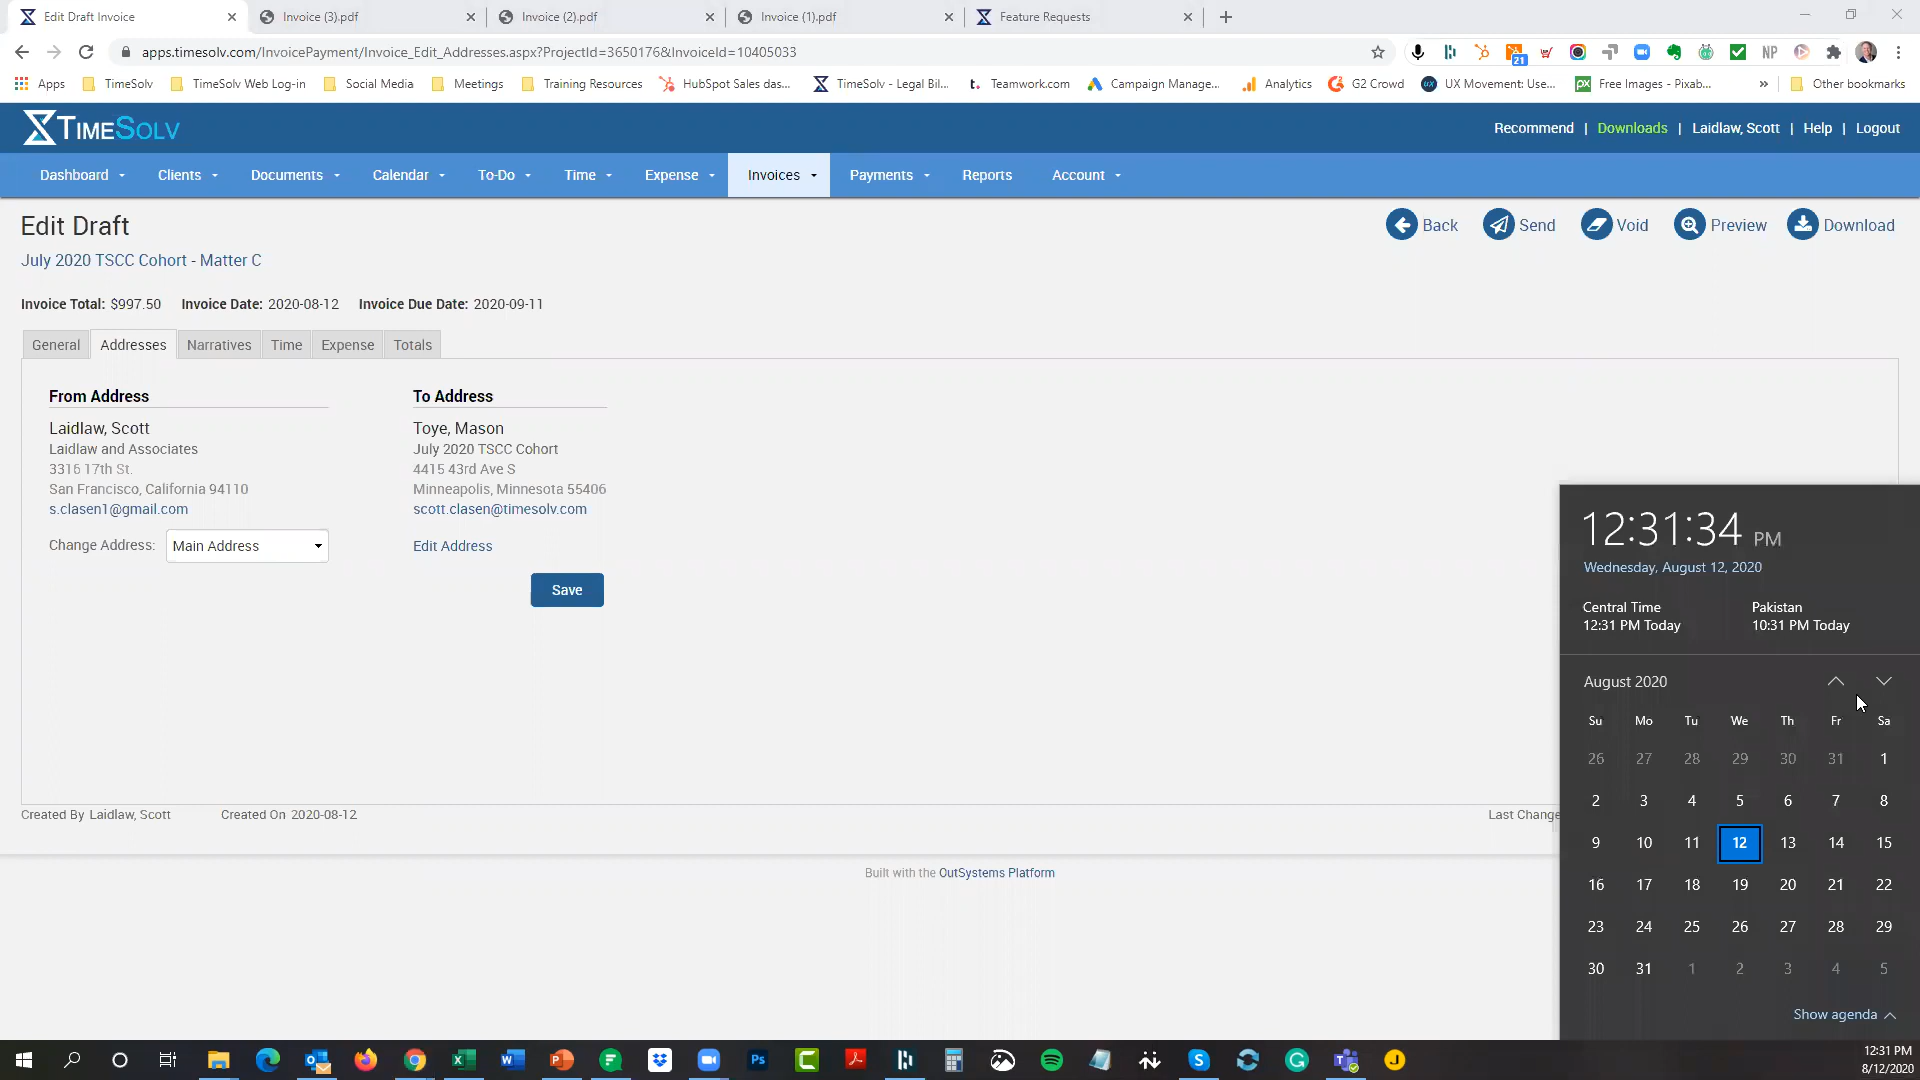 Edit Draft Invoice
Invoice (3).pdf
Invoice (2).pdf
Invoice (1).pdf
Feature Requests
apps.timesolv.com/InvoicePayment/Invoice_Edit_Addresses.aspx?ProjectId=3650176&InvoiceId=10405033
21
NP
Apps
TimeSolv
TimeSolv Web Log-in
Social Media
Meetings
Training Resources
HubSpot Sales das...
TimeSolv - Legal Bil...
Teamwork.com
Campaign Manage...
Analytics
G2 Crowd
UX Movement: Use...
Free Images - Pixab...
Other bookmarks
TIMESOLV
Recommend | Downloads | Laidlaw, Scott | Help | Logout
Dashboard
Clients
Documents
Calendar
To-Do
Time
Expense
Invoices
Payments
Reports
Account
Edit Draft
Back
Send
Void
Preview
Download
July 2020 TSCC Cohort - Matter C
Invoice Total: $997.50 Invoice Date: 2020-08-12 Invoice Due Date: 2020-09-11
General
Addresses
Narratives
Time
Expense
Totals
From Address
Laidlaw, Scott
Laidlaw and Associates
3316 17th St.
San Francisco, California 94110
s.clasen1@gmail.com
Change Address: Main Address
To Address
Toye, Mason
July 2020 TSCC Cohort
4415 43rd Ave S
Minneapolis, Minnesota 55406
scott.clasen@timesolv.com
Edit Address
Save
Created By Laidlaw, Scott
Created On 2020-08-12
Last Change
Built with the OutSystems Platform
12:31:34 PM
Wednesday, August 12, 2020
Central Time
12:31 PM Today
Pakistan
10:31 PM Today
August 2020
Su Mo Tu We Th Fr Sa
26 27 28 29 30 31 1
2 3 4 5 6 7 8
9 10 11 12 13 14 15
16 17 18 19 20 21 22
23 24 25 26 27 28 29
30 31 1 2 3 4 5
Show agenda
12:31 PM
8/12/2020